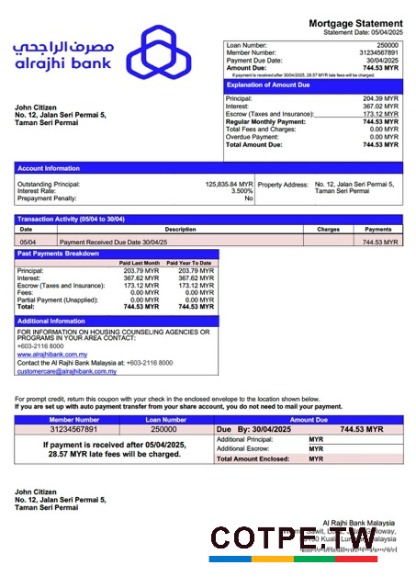 Mortgage Statement
Statement Date: 05/04/2025
مصرف الراجحي
alrajhi bank
Loan Number: 250000
Member Number: 31234567891
Payment Due Date: 30/04/2025
Amount Due: 744.53 MYR
If payment is received after 30/04/2025, 28.57 MYR late fees will be charged.
Explanation of Amount Due
Principal: 204.39 MYR
Interest: 367.02 MYR
Escrow (Taxes and Insurance): 173.12 MYR
Regular Monthly Payment: 744.53 MYR
Total Fees and Charges: 0.00 MYR
Overdue Payment: 0.00 MYR
Total Amount Due: 744.53 MYR
John Citizen
No. 12, Jalan Seri Permai 5,
Taman Seri Permai
Account Information
Outstanding Principal: 125,835.84 MYR
Interest Rate: 3.500%
Prepayment Penalty: No
Property Address: No. 12, Jalan Seri Permai 5,
Taman Seri Permai
Transaction Activity (05/04 to 30/04)
Date Description Charges Payments
05/04 Payment Received Due Date 30/04/25 744.53 MYR
Past Payments Breakdown
Paid Last Month Paid Year To Date
Principal: 203.79 MYR 203.79 MYR
Interest: 367.62 MYR 367.62 MYR
Escrow (Taxes and Insurance): 173.12 MYR 173.12 MYR
Fees: 0.00 MYR 0.00 MYR
Partial Payment (Unapplied): 0.00 MYR 0.00 MYR
Total: 744.53 MYR 744.53 MYR
Additional Information
FOR INFORMATION ON HOUSING COUNSELING AGENCIES OR
PROGRAMS IN YOUR AREA CONTACT:
+603-2116 8000
www.alrajhibank.com.my
Contact the Al Rajhi Bank Malaysia at: +603-2116 8000
customercare@alrajhibank.com.my
For prompt credit, return this coupon with your check in the enclosed envelope to the location shown below.
If you are set up with auto payment transfer from your share account, you do not need to mail your payment.
Member Number Loan Number Amount Due
31234567891 250000 Due By: 30/04/2025 744.53 MYR
If payment is received after 05/04/2025,
28.57 MYR late fees will be charged.
Additional Principal: MYR
Additional Escrow: MYR
Total Amount Enclosed: MYR
John Citizen
No. 12, Jalan Seri Permai 5,
Taman Seri Permai
Al Rajhi Bank Malaysia
COTPE.TW